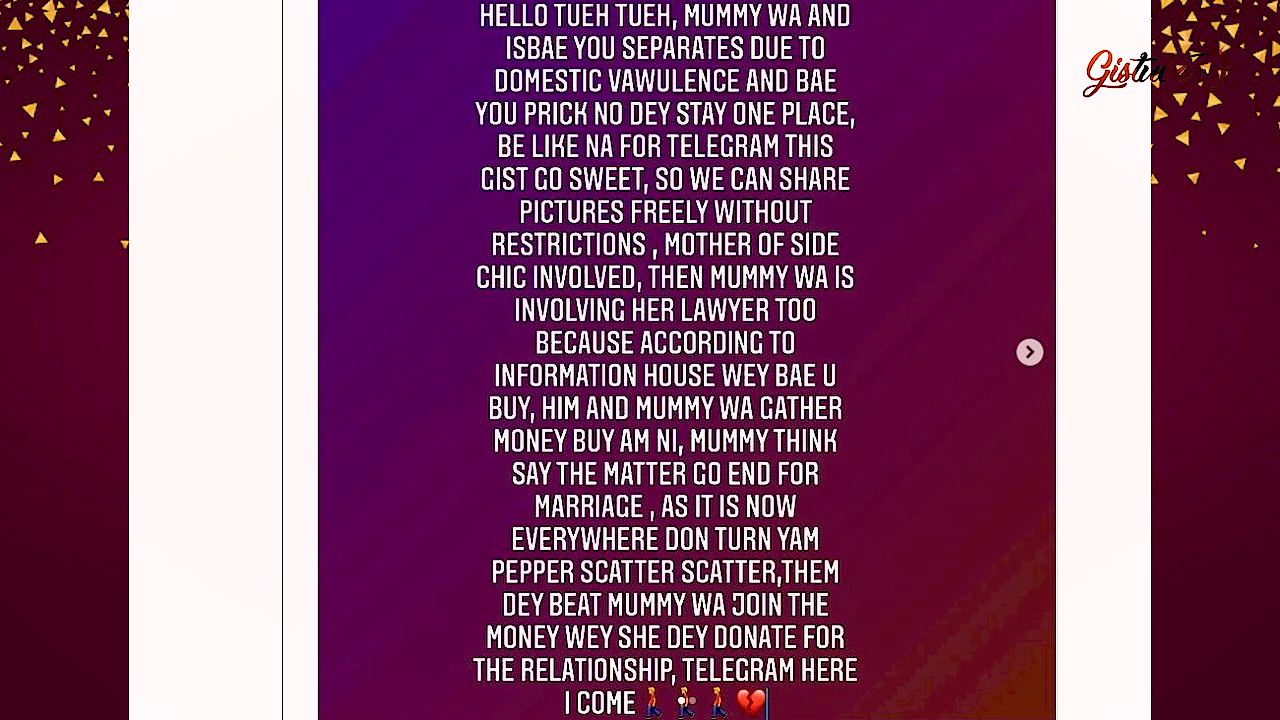 HELLO TUEH TUEH, MUMMY WA AND
ISBAE YOU SEPARATES DUE TO
DOMESTIC VAWULENCE AND BAE
YOU PRICK NO DEY STAY ONE PLACE,
BE LIKE NA FOR TELEGRAM THIS
GIST GO SWEET, SO WE CAN SHARE
PICTURES FREELY WITHOUT
RESTRICTIONS , MOTHER OF SIDE
CHIC INVOLVED, THEN MUMMY WA IS
INVOLVING HER LAWYER TOO
BECAUSE ACCORDING TO
INFORMATION HOUSE WEY BAE U
BUY, HIM AND MUMMY WA GATHER
MONEY BUY AM NI, MUMMY THINK
SAY THE MATTER GO END FOR
MARRIAGE , AS IT IS NOW
EVERYWHERE DON TURN YAM
PEPPER SCATTER SCATTER,THEM
DEY BEAT MUMMY WA JOIN THE
MONEY WEY SHE DEY DONATE FOR
THE RELATIONSHIP, TELEGRAM HERE
I COME 🚶🚶🚶💔